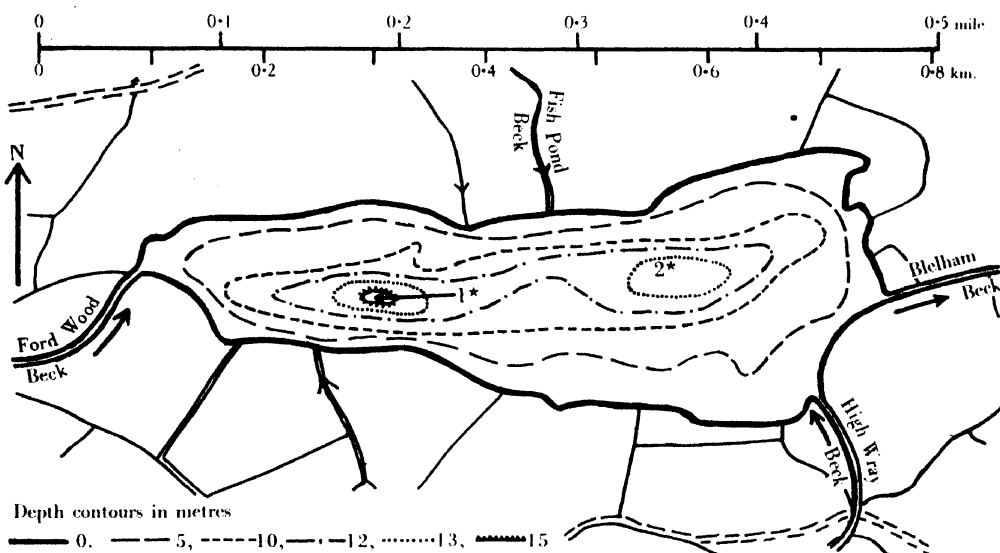 0 0·1 0·2 0·3 0·4 0·5 mile
0 0·2 0·4 0·6 0·8 km.
N
Fish Pond
Beck
2*
1*
Blelham
Beck
Ford Wood
Beck
High Wray
Beck
Depth contours in metres
0. 5, 10, 12, 13, 15